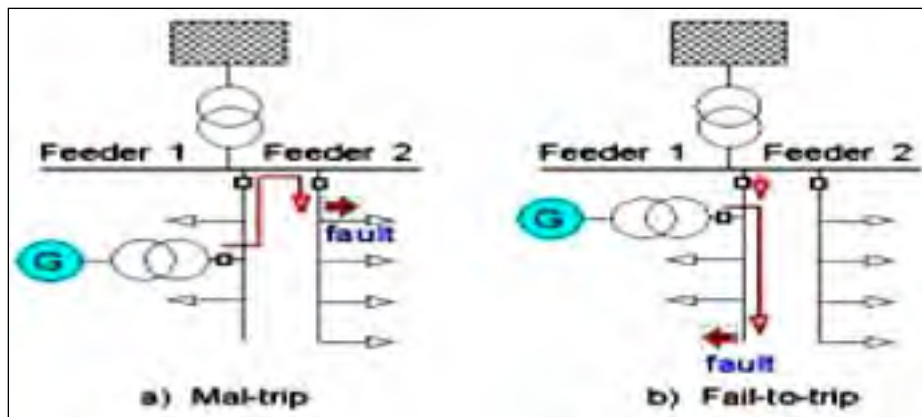 Feeder 1 Feeder 2
fault
G
a) Mal-trip
Feeder 1 Feeder 2
G
fault
b) Fail-to-trip